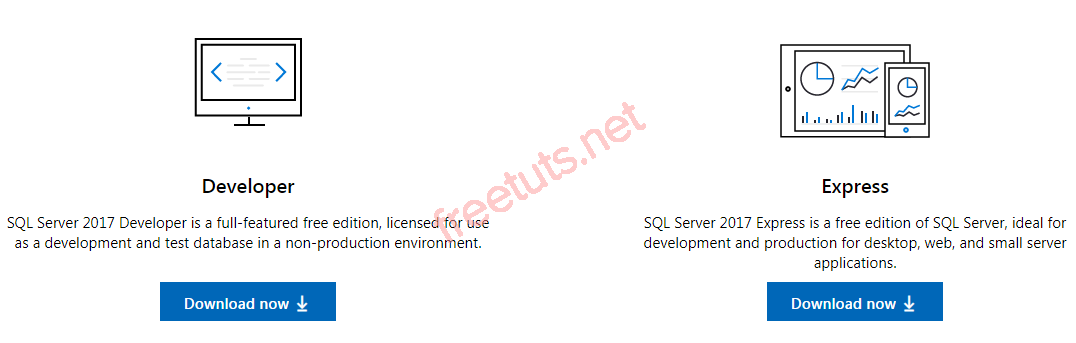 Developer
SQL Server 2017 Developer is a full-featured free edition, licensed for use
as a development and test database in a non-production environment.
Download now
Express
SQL Server 2017 Express is a free edition of SQL Server, ideal for
development and production for desktop, web, and small server
applications.
Download now
freetuts.net